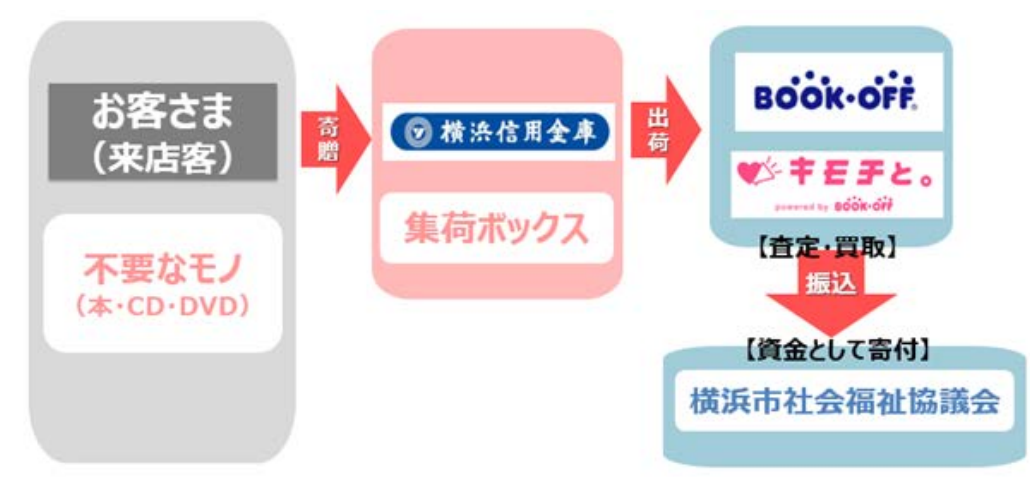 お客さま
(来店客)
不要なモノ
(本・CD・DVD)
寄
贈
横浜信用金庫
集荷ボックス
出
荷
BOOK・OFF
キモチと。
powered by BOOK・OFF
【査定・買取】
振込
【資金として寄付】
横浜市社会福祉協議会